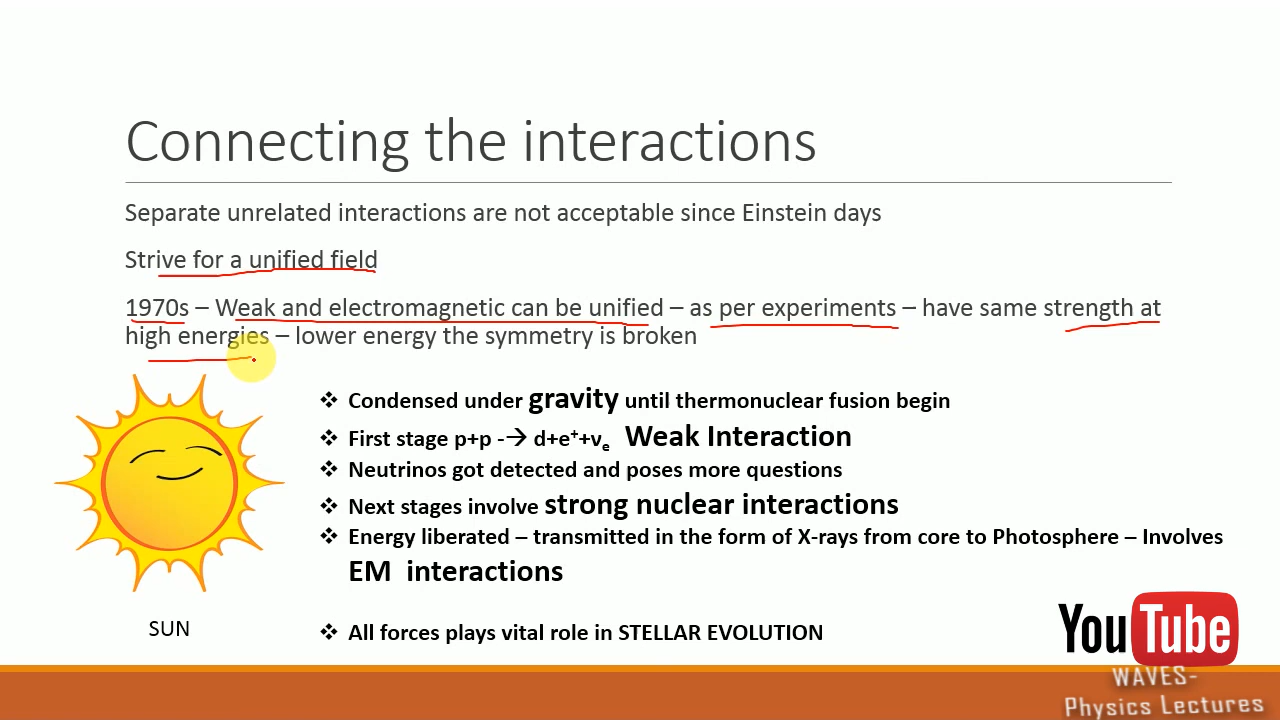 Connecting the interactions
Separate unrelated interactions are not acceptable since Einstein days
Strive for a unified field
1970s – Weak and electromagnetic can be unified – as per experiments – have same strength at
high energies – lower energy the symmetry is broken
❖ Condensed under gravity until thermonuclear fusion begin
❖ First stage p+p -→ d+e⁺+νₑ Weak Interaction
❖ Neutrinos got detected and poses more questions
❖ Next stages involve strong nuclear interactions
❖ Energy liberated – transmitted in the form of X-rays from core to Photosphere – Involves
EM interactions
SUN
❖ All forces plays vital role in STELLAR EVOLUTION
YouTube
WAVES-
Physics Lectures